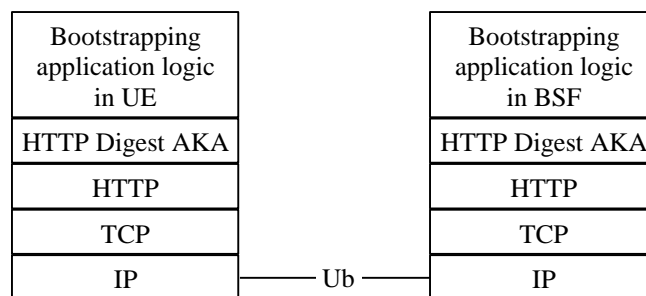 Bootstrapping
application logic
in UE
HTTP Digest AKA
HTTP
TCP
IP
Ub
Bootstrapping
application logic
in BSF
HTTP Digest AKA
HTTP
TCP
IP